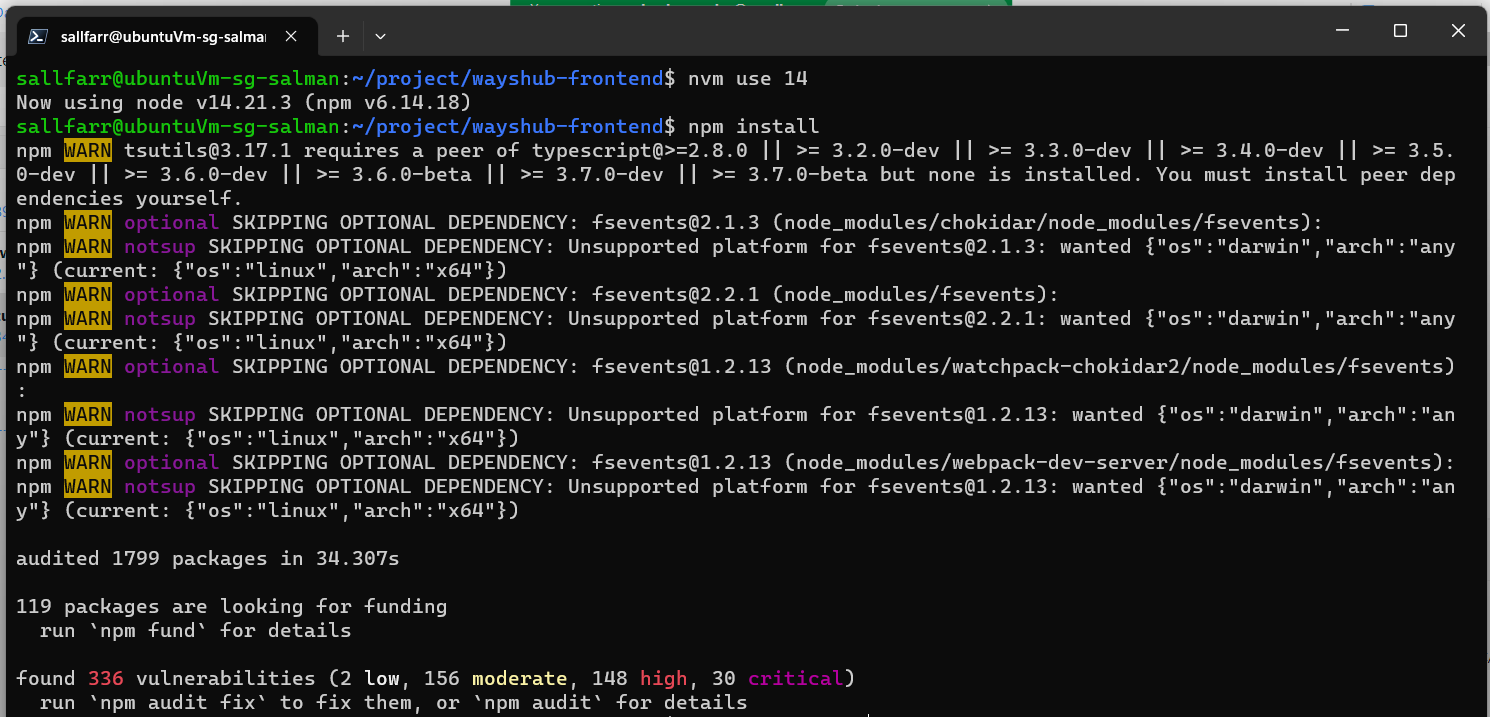 sallfarr@ubuntuVm-sg-salmar
sallfarr@ubuntuVm-sg-salman:~/project/wayshub-frontend$ nvm use 14
Now using node v14.21.3 (npm v6.14.18)
sallfarr@ubuntuVm-sg-salman:~/project/wayshub-frontend$ npm install
npm WARN tsutils@3.17.1 requires a peer of typescript@>=2.8.0 || >= 3.2.0-dev || >= 3.3.0-dev || >= 3.4.0-dev || >= 3.5.
0-dev || >= 3.6.0-dev || >= 3.6.0-beta || >= 3.7.0-dev || >= 3.7.0-beta but none is installed. You must install peer dep
endencies yourself.
npm WARN optional SKIPPING OPTIONAL DEPENDENCY: fsevents@2.1.3 (node_modules/chokidar/node_modules/fsevents):
npm WARN notsup SKIPPING OPTIONAL DEPENDENCY: Unsupported platform for fsevents@2.1.3: wanted {"os":"darwin","arch":"any
"} (current: {"os":"linux","arch":"x64"})
npm WARN optional SKIPPING OPTIONAL DEPENDENCY: fsevents@2.2.1 (node_modules/fsevents):
npm WARN notsup SKIPPING OPTIONAL DEPENDENCY: Unsupported platform for fsevents@2.2.1: wanted {"os":"darwin","arch":"any
"} (current: {"os":"linux","arch":"x64"})
npm WARN optional SKIPPING OPTIONAL DEPENDENCY: fsevents@1.2.13 (node_modules/watchpack-chokidar2/node_modules/fsevents)
:
npm WARN notsup SKIPPING OPTIONAL DEPENDENCY: Unsupported platform for fsevents@1.2.13: wanted {"os":"darwin","arch":"an
y"} (current: {"os":"linux","arch":"x64"})
npm WARN optional SKIPPING OPTIONAL DEPENDENCY: fsevents@1.2.13 (node_modules/webpack-dev-server/node_modules/fsevents):
npm WARN notsup SKIPPING OPTIONAL DEPENDENCY: Unsupported platform for fsevents@1.2.13: wanted {"os":"darwin","arch":"an
y"} (current: {"os":"linux","arch":"x64"})
audited 1799 packages in 34.307s
119 packages are looking for funding
run `npm fund` for details
found 336 vulnerabilities (2 low, 156 moderate, 148 high, 30 critical)
run `npm audit fix` to fix them, or `npm audit` for details